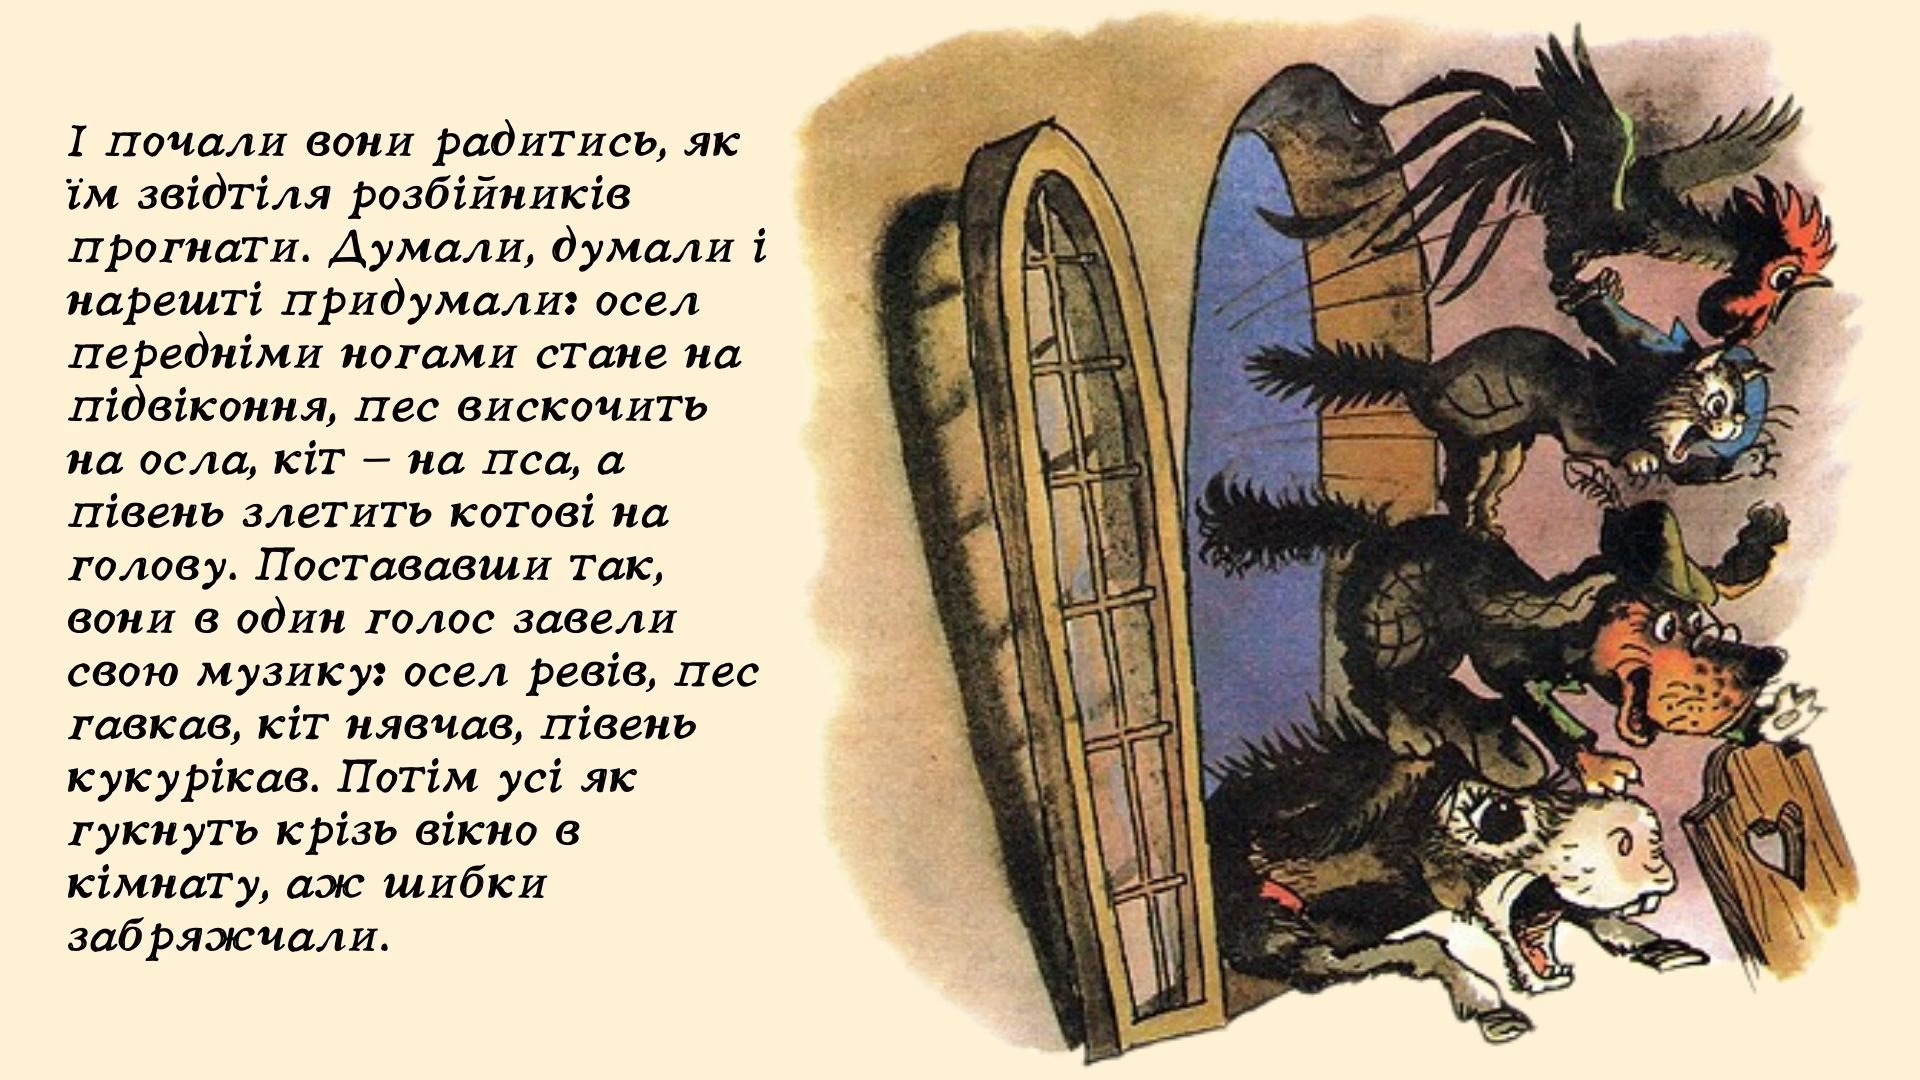 І почали вони радитись, як
їм звідтіля розбійників
прогнати. Думали, думали і
нарешті придумали: осел
передніми ногами стане на
підвіконня, пес вискочить
на осла, кіт – на пса, а
півень злетить котові на
голову. Постававши так,
вони в один голос завели
свою музику: осел ревів, пес
гавкав, кіт нявчав, півень
кукурікав. Потім усі як
гукнуть крізь вікно в
кімнату, аж шибки
забряжчали.